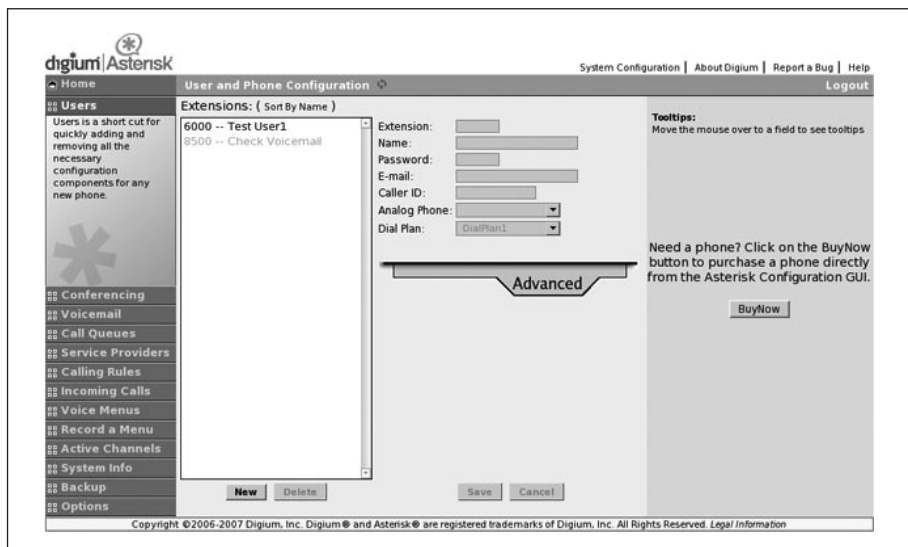 digium Asterisk
System Configuration | About Digium | Report a Bug | Help
Home
User and Phone Configuration
Logout
Users
Users is a short cut for
quickly adding and
removing all the
necessary
configuration
components for any
new phone.
Conferencing
Voicemail
Call Queues
Service Providers
Calling Rules
Incoming Calls
Voice Menus
Record a Menu
Active Channels
System Info
Backup
Options
Extensions: ( Sort By Name )
6000 -- Test User1
8500 -- Check Voicemail
New Delete
Extension:
Name:
Password:
E-mail:
Caller ID:
Analog Phone:
Dial Plan: DialPlan1
Advanced
Save Cancel
Tooltips:
Move the mouse over to a field to see tooltips
Need a phone? Click on the BuyNow
button to purchase a phone directly
from the Asterisk Configuration GUI.
BuyNow
Copyright ©2006-2007 Digium, Inc. Digium® and Asterisk® are registered trademarks of Digium, Inc. All Rights Reserved. Legal Information